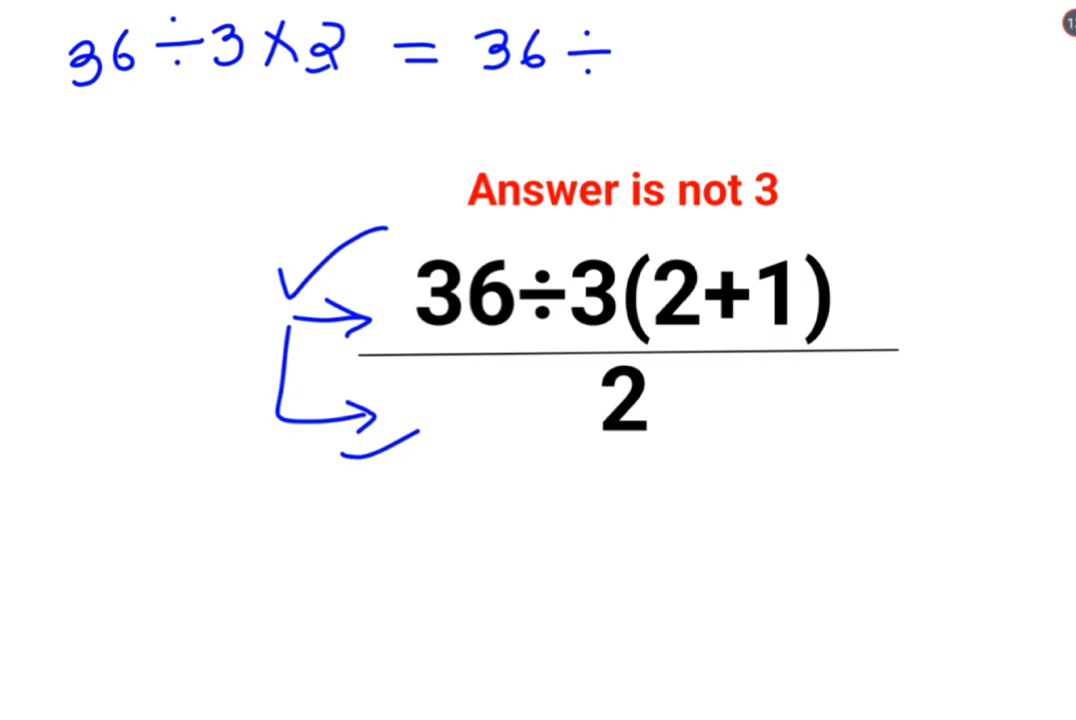 36÷3×2 = 36÷
Answer is not 3
36÷3(2+1)
2